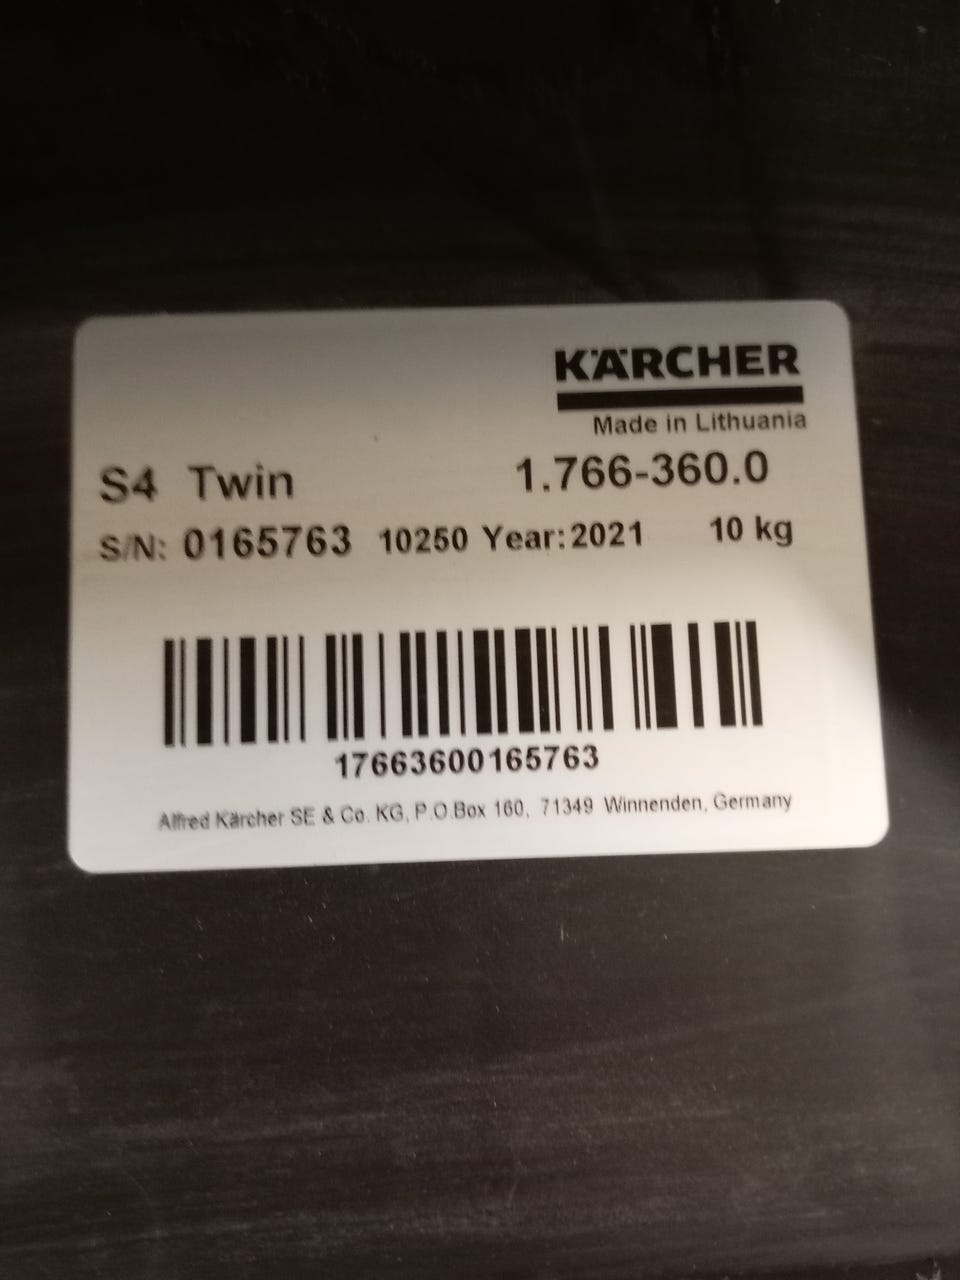 KÄRCHER
Made in Lithuania
S4 Twin 1.766-360.0
S/N: 0165763 10250 Year:2021 10 kg
17663600165763
Alfred Kärcher SE & Co. KG, P.O.Box 160, 71349 Winnenden, Germany